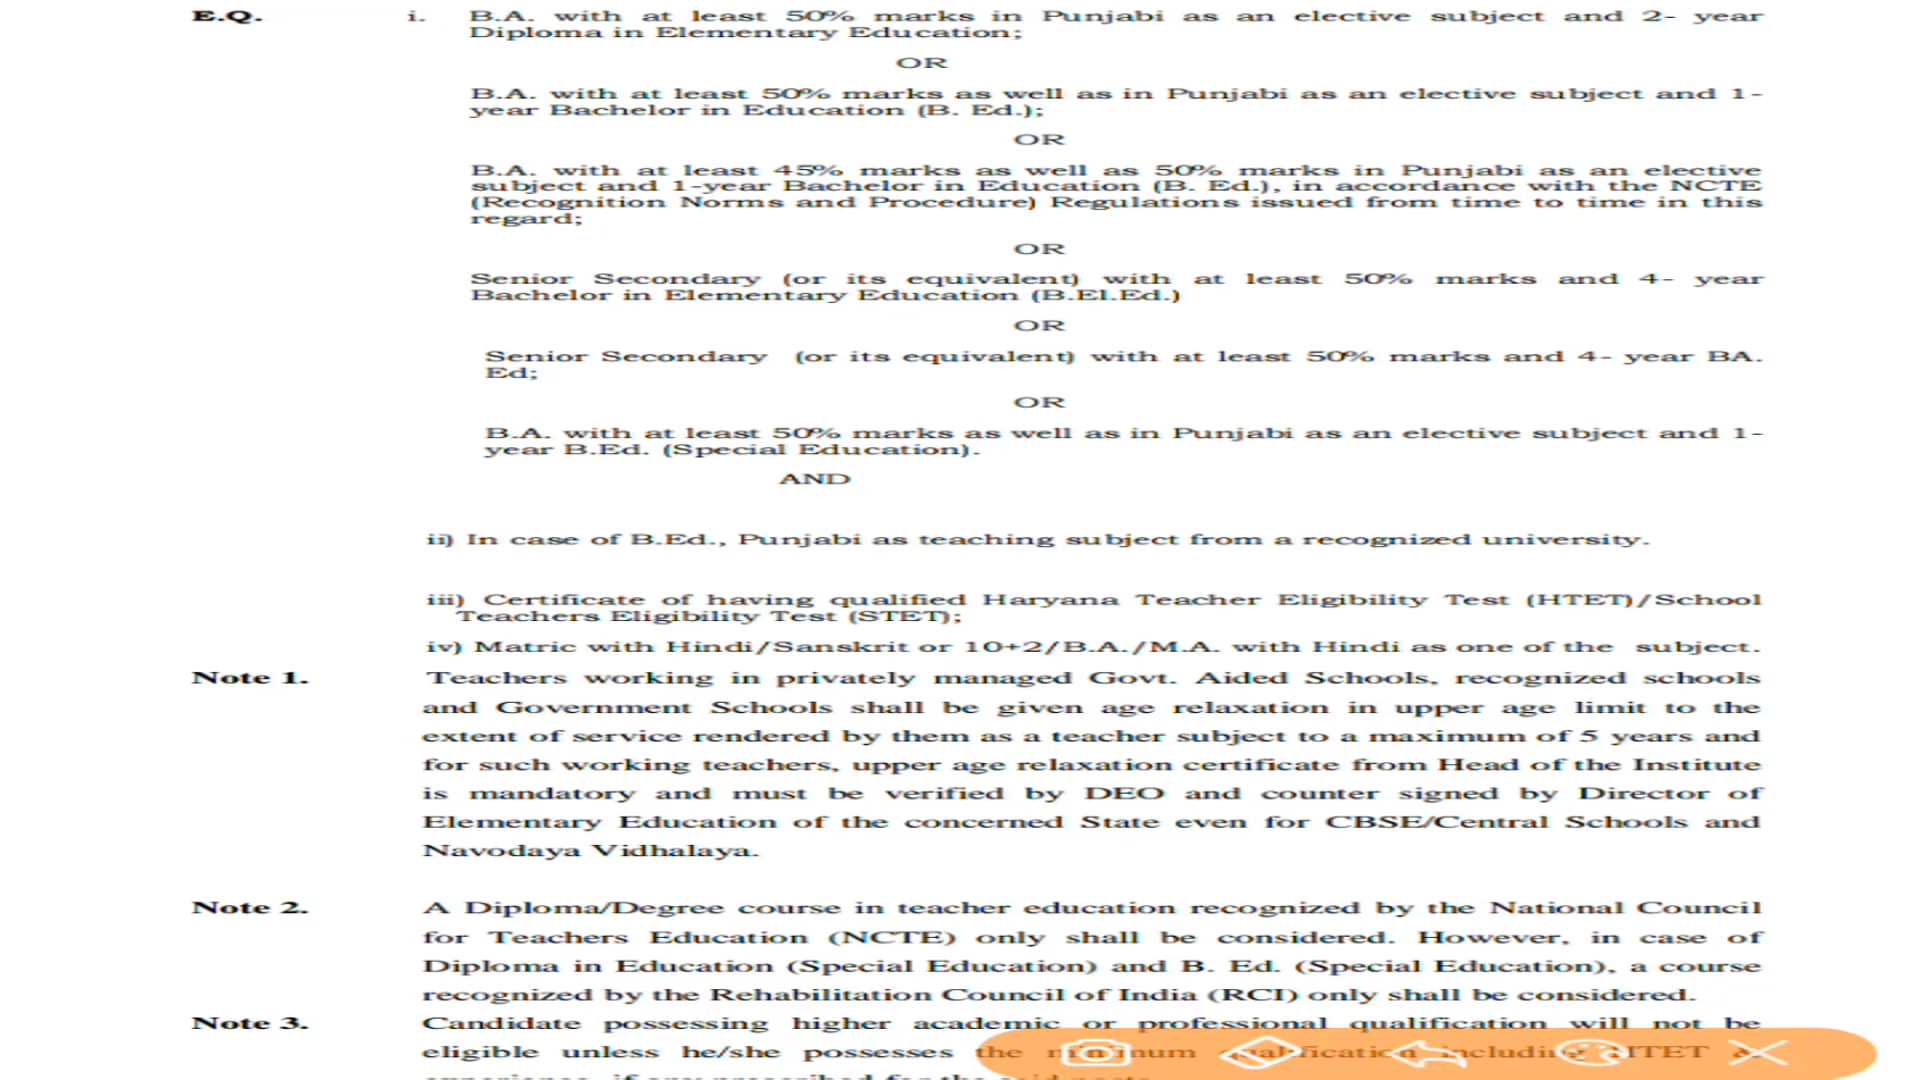 E.Q. i. B.A. with at least 50% marks in Punjabi as an elective subject and 2- year
Diploma in Elementary Education;
OR
B.A. with at least 50% marks as well as in Punjabi as an elective subject and 1-
year Bachelor in Education (B. Ed.);
OR
B.A. with at least 45% marks as well as 50% marks in Punjabi as an elective
subject and 1-year Bachelor in Education (B. Ed.), in accordance with the NCTE
(Recognition Norms and Procedure) Regulations issued from time to time in this
regard;
OR
Senior Secondary (or its equivalent) with at least 50% marks and 4- year
Bachelor in Elementary Education (B.El.Ed.)
OR
Senior Secondary (or its equivalent) with at least 50% marks and 4- year BA.
Ed;
OR
B.A. with at least 50% marks as well as in Punjabi as an elective subject and 1-
year B.Ed. (Special Education).
AND
ii) In case of B.Ed., Punjabi as teaching subject from a recognized university.
iii) Certificate of having qualified Haryana Teacher Eligibility Test (HTET)/School
Teachers Eligibility Test (STET);
iv) Matric with Hindi/Sanskrit or 10+2/B.A./M.A. with Hindi as one of the subject.
Note 1. Teachers working in privately managed Govt. Aided Schools, recognized schools
and Government Schools shall be given age relaxation in upper age limit to the
extent of service rendered by them as a teacher subject to a maximum of 5 years and
for such working teachers, upper age relaxation certificate from Head of the Institute
is mandatory and must be verified by DEO and counter signed by Director of
Elementary Education of the concerned State even for CBSE/Central Schools and
Navodaya Vidhalaya.
Note 2. A Diploma/Degree course in teacher education recognized by the National Council
for Teachers Education (NCTE) only shall be considered. However, in case of
Diploma in Education (Special Education) and B. Ed. (Special Education), a course
recognized by the Rehabilitation Council of India (RCI) only shall be considered.
Note 3. Candidate possessing higher academic or professional qualification will not be
eligible unless he/she possesses the minimum qualification including HTET &